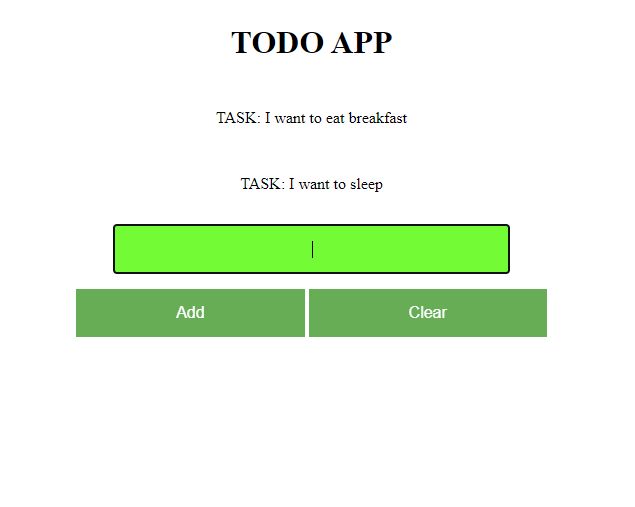 TODO APP
TASK: I want to eat breakfast
TASK: I want to sleep
Add Clear